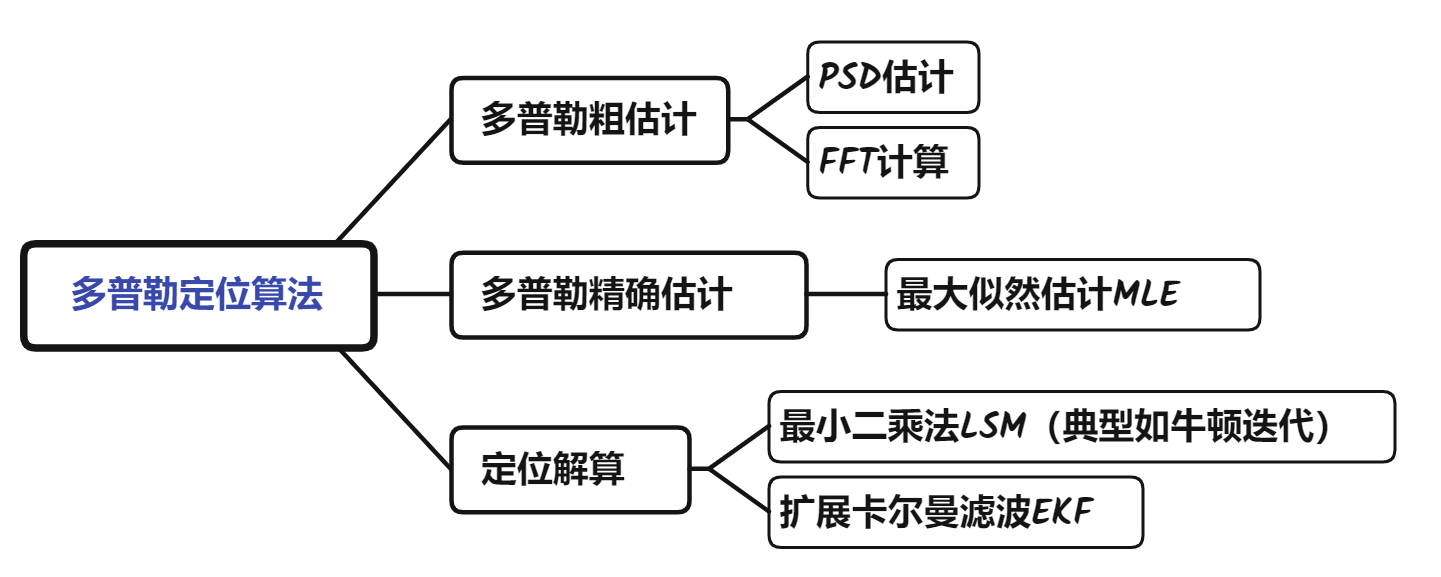 多普勒定位算法
多普勒粗估计
PSD估计
FFT计算
多普勒精确估计
最大似然估计MLE
定位解算
最小二乘法LSM（典型如牛顿迭代）
扩展卡尔曼滤波EKF